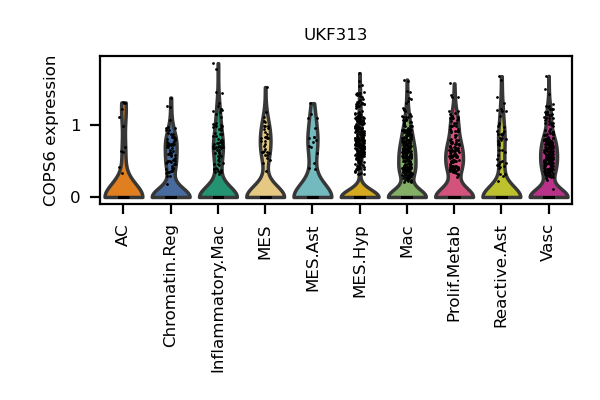 UKF313
COPS6 expression
1
0
AC
Chromatin.Reg
Inflammatory.Mac
MES
MES.Ast
MES.Hyp
Mac
Prolif.Metab
Reactive.Ast
Vasc